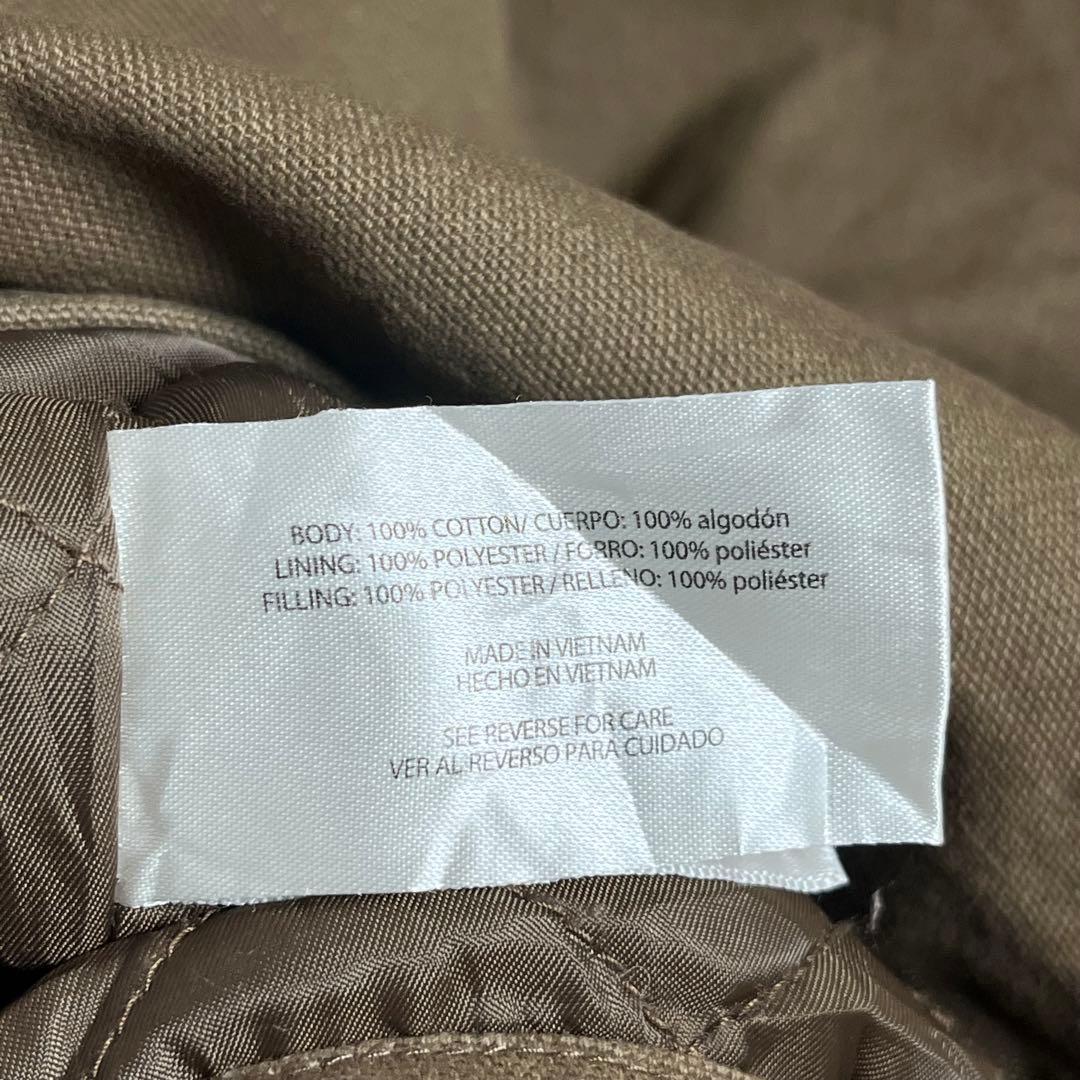 BODY: 100% COTTON/ CUERPO: 100% algodón
LINING: 100% POLYESTER / FORRO: 100% poliéster
FILLING: 100% POLYESTER / RELLENO: 100% poliéster
MADE IN VIETNAM
HECHO EN VIETNAM
SEE REVERSE FOR CARE
VER AL REVERSO PARA CUIDADO